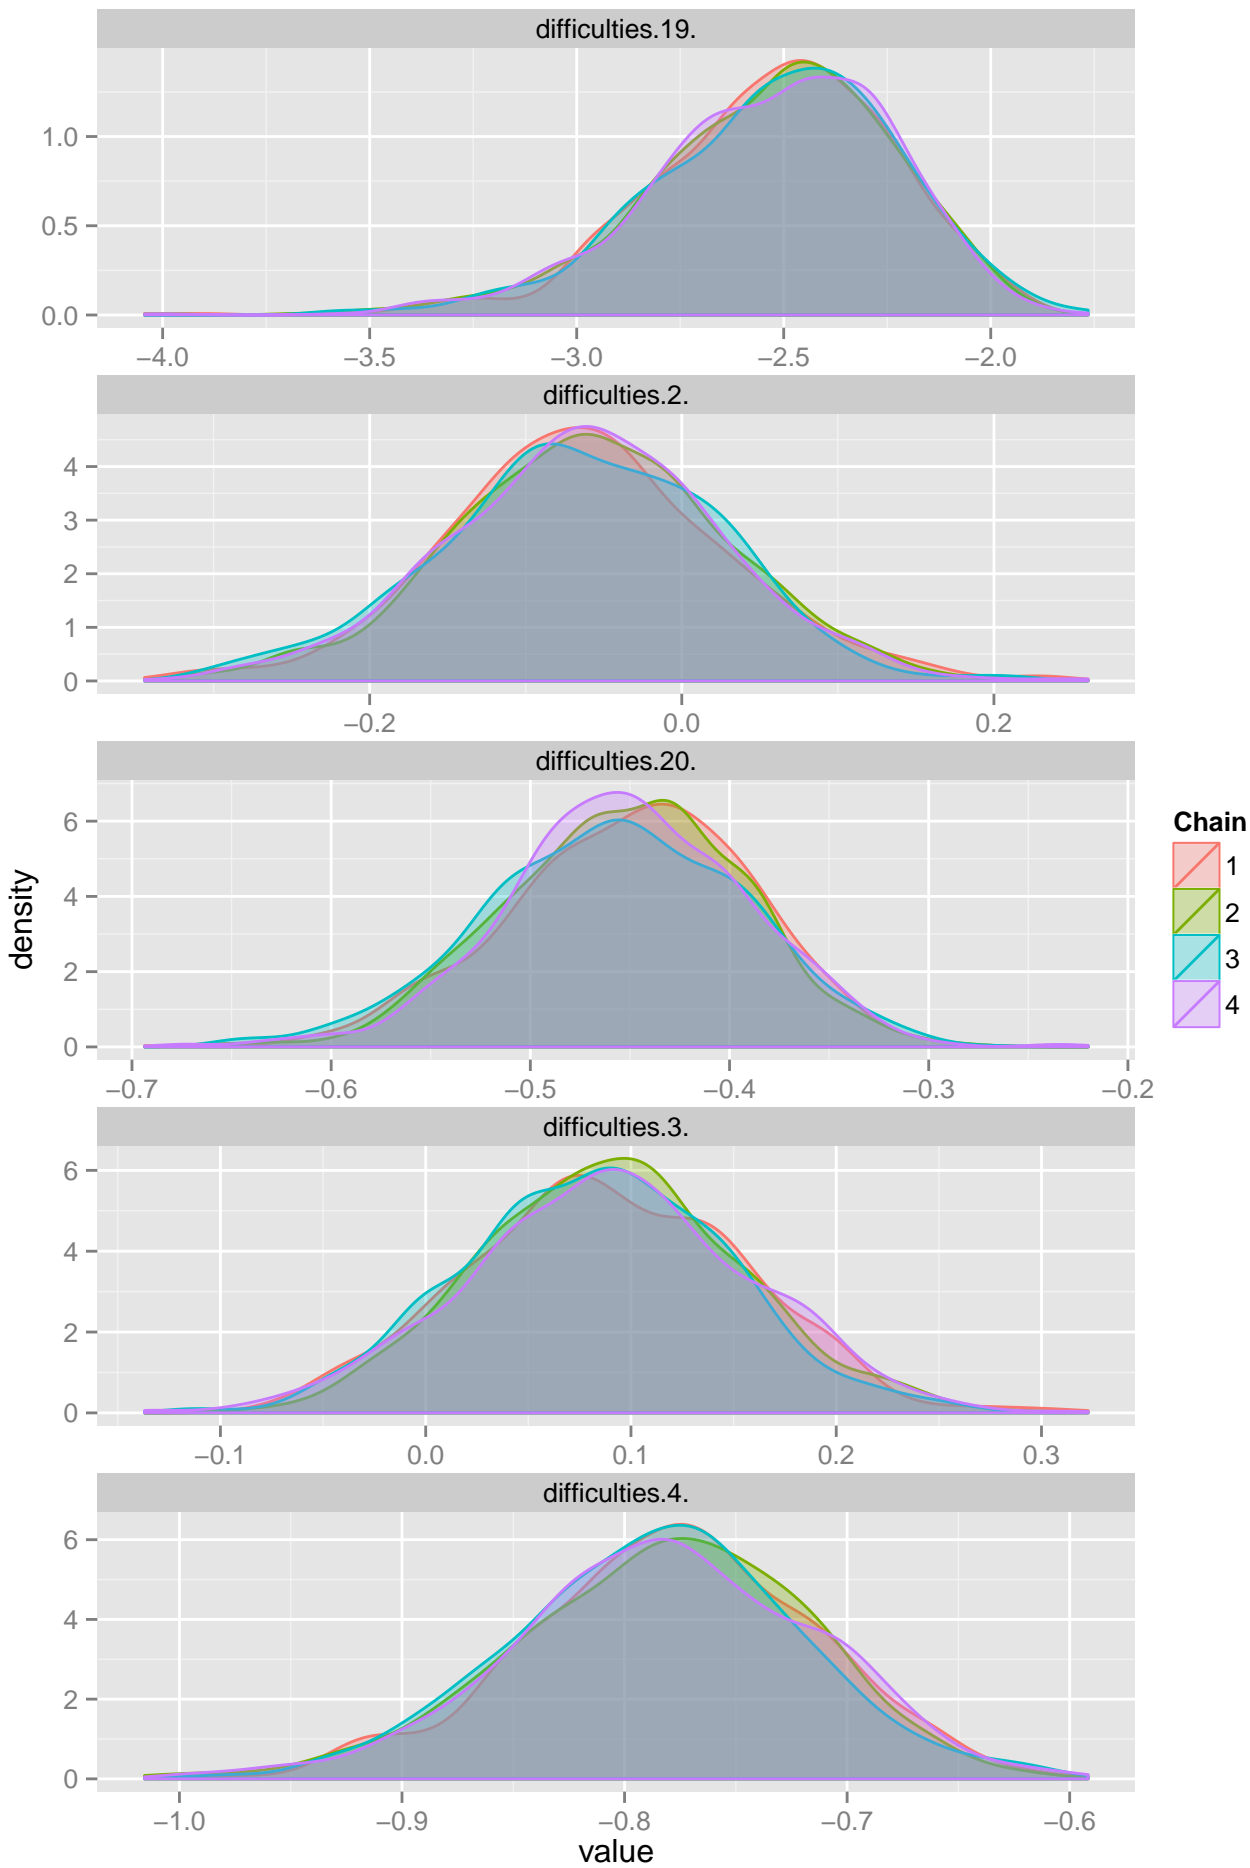 difficulties.19.
1.0
0.5
0.0
−4.0 −3.5 −3.0 −2.5 −2.0
difficulties.2.
4
3
2
1
0
−0.2 0.0 0.2
difficulties.20.
6
4
2
0
−0.7 −0.6 −0.5 −0.4 −0.3 −0.2
difficulties.3.
6
4
2
0
−0.1 0.0 0.1 0.2 0.3
difficulties.4.
6
4
2
0
−1.0 −0.9 −0.8 −0.7 −0.6
value
density
Chain
1
2
3
4